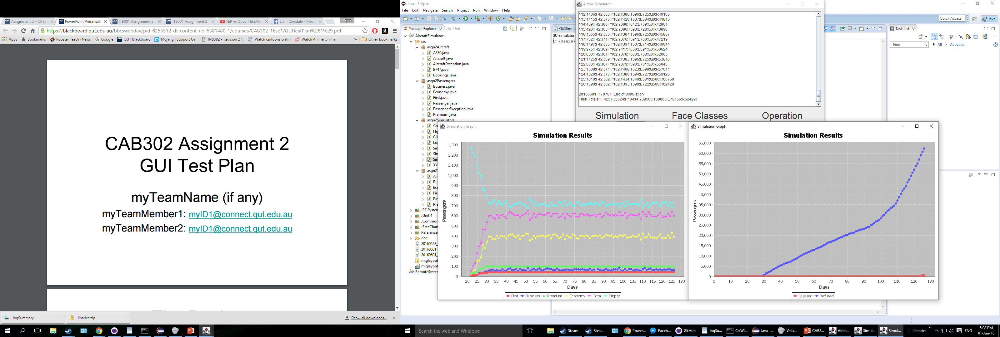 Assignment 2 – CAB3
PowerPoint Presentati
ITB001 Assignment 2
ITB001 Assignment 2
NiP vs Optic - ELEAGU
Liam Dinsdale - Mess
Bryce
https://blackboard.qut.edu.au/bbcswebdav/pid-6253512-dt-content-rid-6381480_1/courses/CAB302_16se1/GUITestPlan%281%29.pdf
Apps
Bookmarks
Rooster Teeth - News
Google
QUT Blackboard
Mojang | Support Cen
INB382 - Revision 275
Watch cartoons online
Watch Anime Online |
»
Other bookmarks
CAB302 Assignment 2
GUI Test Plan
myTeamName (if any)
myTeamMember1: myID1@connect.qut.edu.au
myTeamMember2: myID1@connect.qut.edu.au
logSummary
libaries.zip
Show all downloads...
Java - Eclipse
File Edit Navigate Search Project Run Window Help
Quick Access
Java
Package Explorer
JUnit
AircraftSimulator
src
asgn2Aircraft
A380.java
Aircraft.java
AircraftException.java
B747.java
Bookings.java
asgn2Passengers
Business.java
Economy.java
First.java
Passenger.java
PassengerException.java
Premium.java
asgn2Simulators
Co
Flig
GU
Log
Sin
Sin
Sin
XY
asgn2T
Air
Bu
Eco
Firs
Pas
Pre
JRE System
JUnit 4
JCommon
JFreeChart
Reference
doc
20160528_
20160601_
20160601_
miglayout
miglayout
RemoteSystem
GUISimula
GUISimulator
C:\Users\
Task List
Find
All
Activate...
Airline Simulator
112:1106:F42:J66:P102:Y386:T596:E725:Q0:R40186
113:1115:F42:J73:P102:Y420:T637:E684:Q0:R41810
114:469:F42:J80:P102:Y388:T612:E709:Q0:R42861
115:428:F42:J63:P102:Y386:T593:E728:Q0:R43898
116:1355:F42:J65:P102:Y387:T596:E725:Q0:R45867
117:732:F42:J71:P102:Y376:T591:E730:Q0:R47219
118:1197:F42:J66:P102:Y397:T607:E714:Q0:R49044
119:975:F42:J69:P102:Y417:T630:E691:Q0:R50624
120:850:F42:J61:P102:Y378:T583:E738:Q0:R52063
121:1125:F42:J69:P102:Y383:T596:E725:Q0:R53818
122:608:F42:J67:P102:Y379:T590:E731:Q0:R55046
123:1338:F42:J71:P102:Y408:T623:E698:Q0:R57011
124:1520:F42:J70:P102:Y380:T594:E727:Q0:R59125
125:1010:F42:J62:P102:Y434:T640:E681:Q500:R60760
126:1090:F42:J62:P102:Y393:T599:E722:Q500:R62429
20160601_170701: End of Simulation
Final Totals: [F4257:J6624:P10414:Y39565:T60860:E79166:R62429]
Simulation Face Classes Operation
Simulation Graph
Simulation Results
1,300
1,200
1,100
1,000
900
800
700
600
500
400
300
200
100
0
Passengers
20 25 30 35 40 45 50 55 60 65 70 75 80 85 90 95 100 105 110 115 120 125 130
Days
First Business Premium Economy Total Empty
Simulation Graph
Simulation Results
65,000
60,000
55,000
50,000
45,000
40,000
35,000
30,000
25,000
20,000
15,000
10,000
5,000
0
Passengers
0 10 20 30 40 50 60 70 80 90 100 110 120 130
Days
Queued Refused
Search the web and Windows
Steam
Stea...
Power...
Faceb...
GitHub
logSu...
C:\WI...
Java -...
Volu...
CAB3...
Airlin...
Simul...
Simul...
Libraries
»
ENG
5:08 PM
01-Jun-16